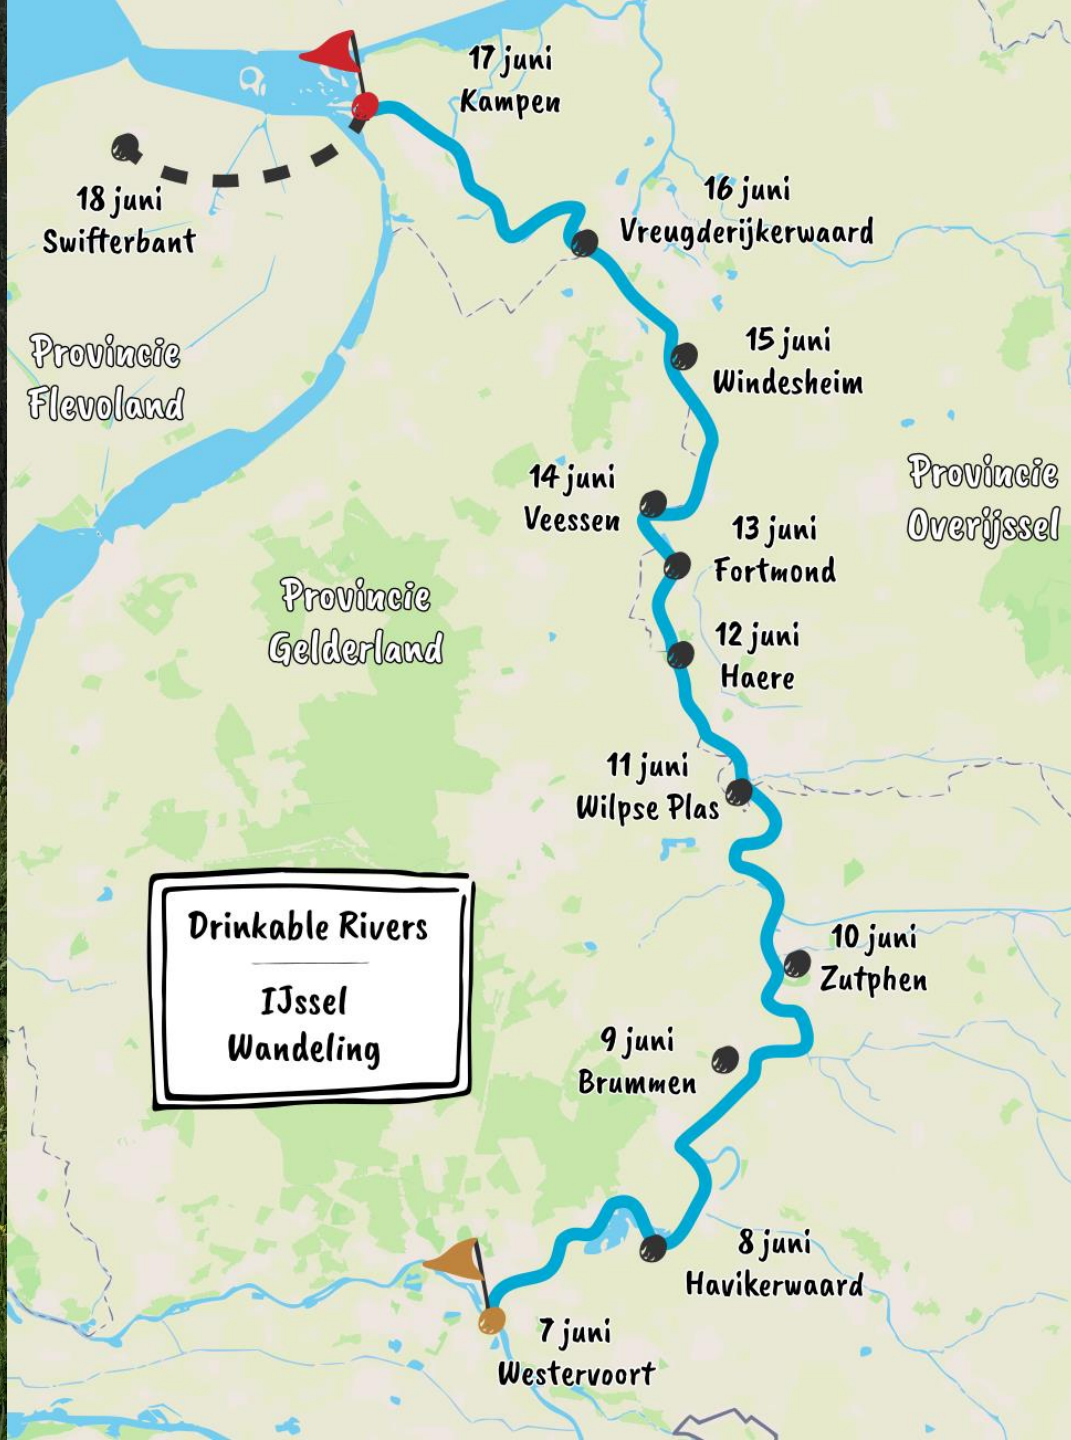 17 juni
Kampen
18 juni
Swifterbant
16 juni
Vreugderijkerwaard
15 juni
Windesheim
Provincie
Flevoland
14 juni
Veessen
13 juni
Fortmond
Provincie
Overijssel
Provincie
Gelderland
12 juni
Haere
11 juni
Wilpse Plas
Drinkable Rivers
IJssel
Wandeling
10 juni
Zutphen
9 juni
Brummen
8 juni
Havikerwaard
7 juni
Westervoort